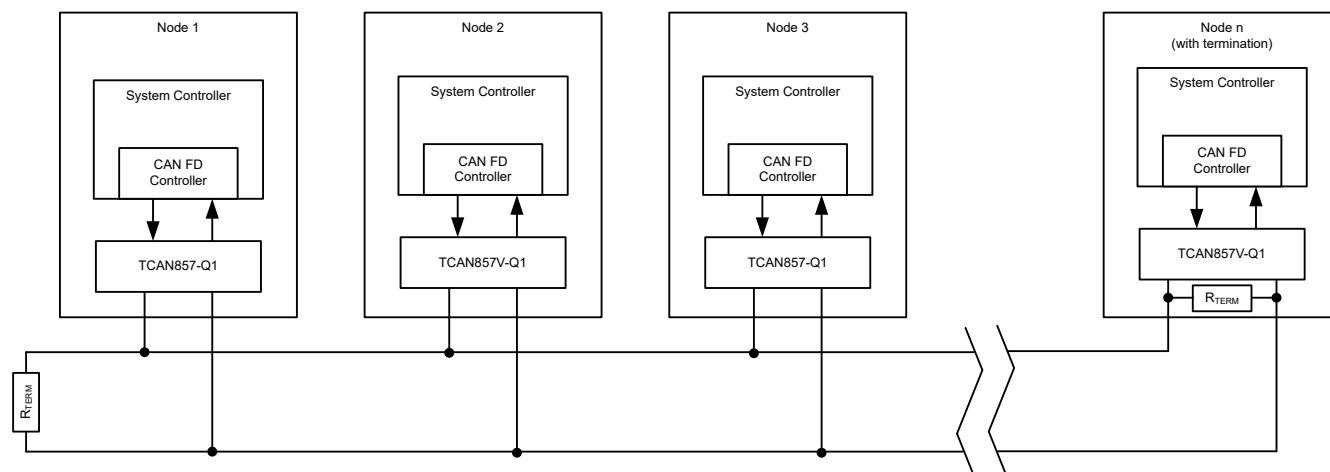 Node 1
System Controller
CAN FD
Controller
TCAN857-Q1
Node 2
System Controller
CAN FD
Controller
TCAN857V-Q1
Node 3
System Controller
CAN FD
Controller
TCAN857-Q1
Node n
(with termination)
System Controller
CAN FD
Controller
TCAN857V-Q1
RTERM
RTERM